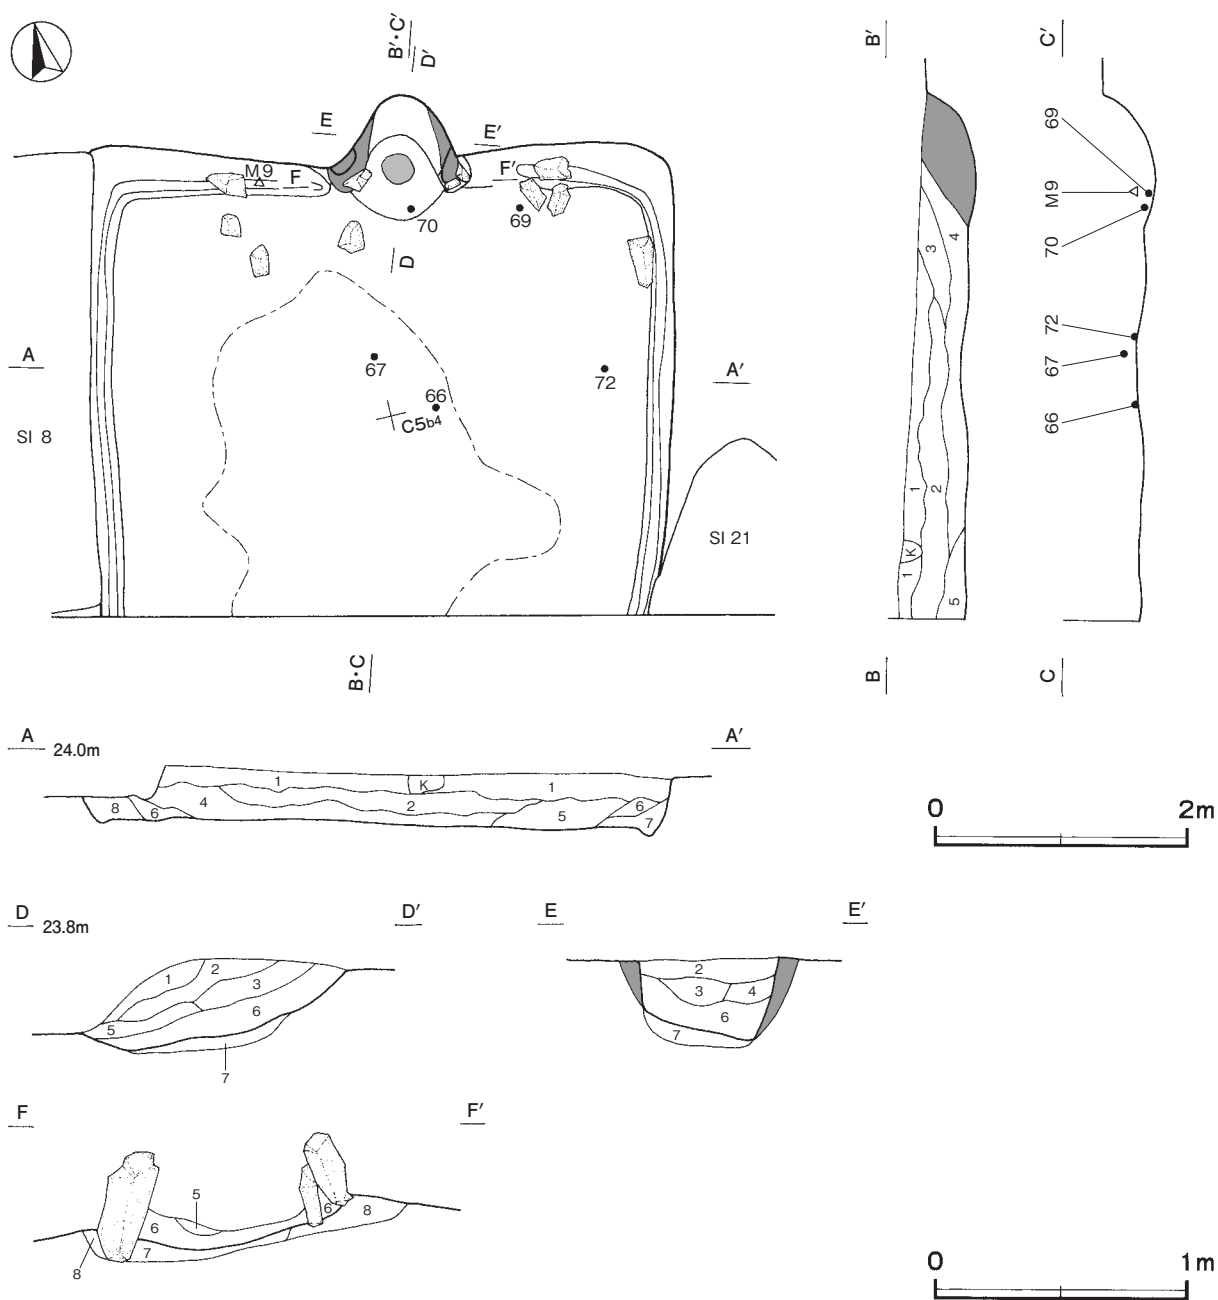 B'・C'
D'
E
E'
M9
F
F'
70
69
D
A
67
72
A'
66
C5b4
SI 8
SI 21
B・C
B'
3
4
1
2
K
1
5
B
C'
69
M9
70
72
67
66
C
A 24.0m A'
1 K 1
8 6 4 2 5 6 7
0 2m
D 23.8m D'
1 2 3
5 6
7
E E'
2
3 4
6
7
F F'
5
6 6 8
7
8
0 1m